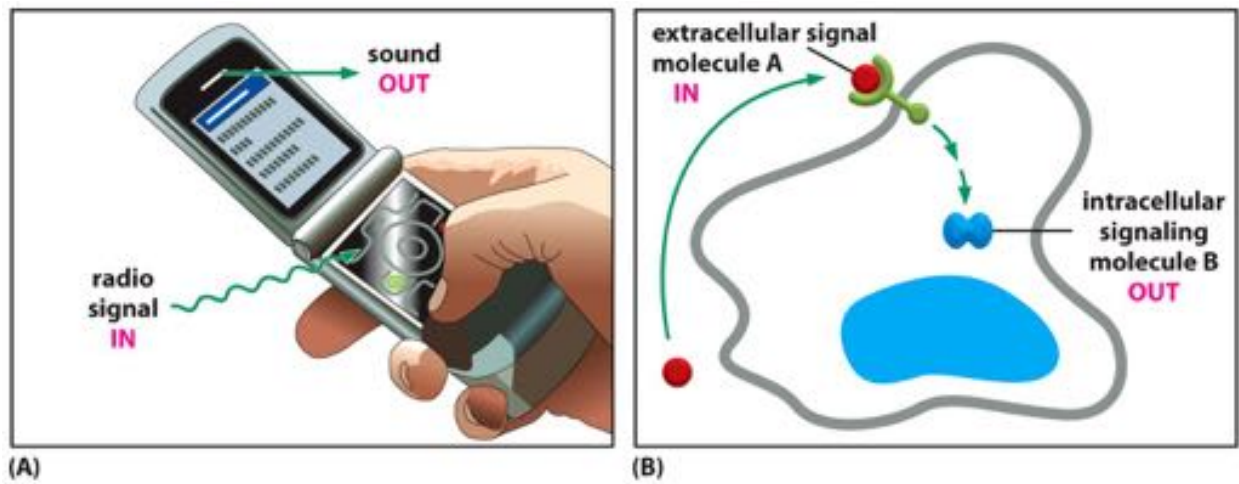 sound
OUT
radio
signal
IN
(A)
extracellular signal
molecule A
IN
intracellular
signaling
molecule B
OUT
(B)